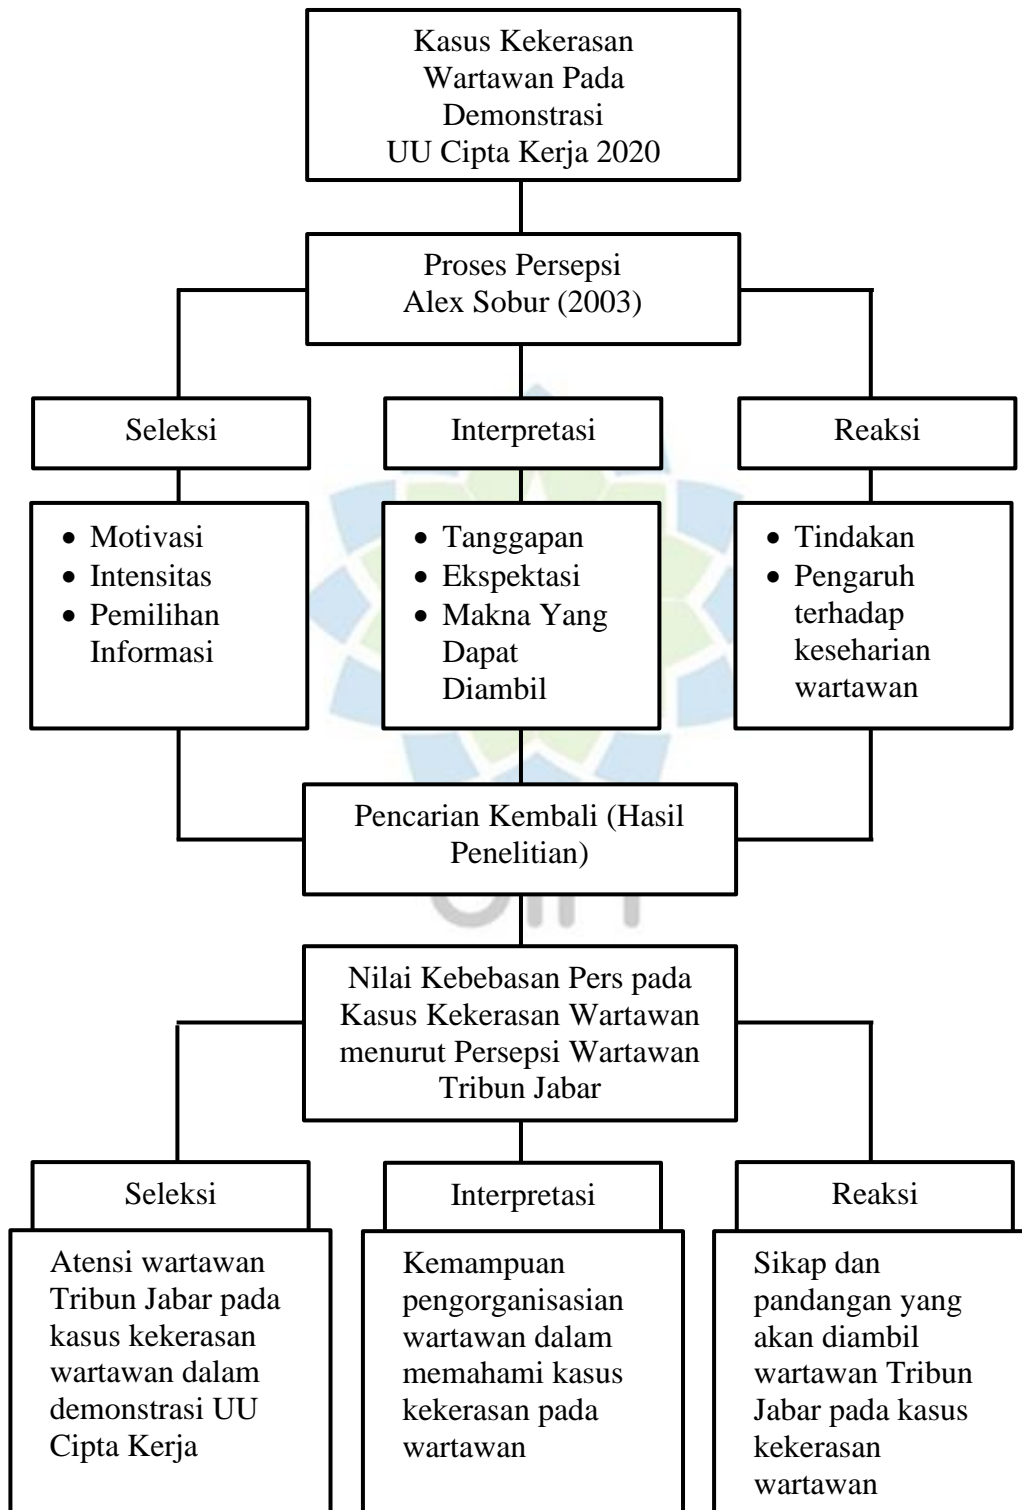 Kasus Kekerasan
Wartawan Pada
Demonstrasi
UU Cipta Kerja 2020
Proses Persepsi
Alex Sobur (2003)
Seleksi
Interpretasi
Reaksi
• Motivasi
• Intensitas
• Pemilihan
Informasi
• Tanggapan
• Ekspektasi
• Makna Yang
Dapat
Diambil
• Tindakan
• Pengaruh
terhadap
keseharian
wartawan
Pencarian Kembali (Hasil
Penelitian)
Nilai Kebebasan Pers pada
Kasus Kekerasan Wartawan
menurut Persepsi Wartawan
Tribun Jabar
Seleksi
Interpretasi
Reaksi
Atensi wartawan
Tribun Jabar pada
kasus kekerasan
wartawan dalam
demonstrasi UU
Cipta Kerja
Kemampuan
pengorganisasian
wartawan dalam
memahami kasus
kekerasan pada
wartawan
Sikap dan
pandangan yang
akan diambil
wartawan Tribun
Jabar pada kasus
kekerasan
wartawan